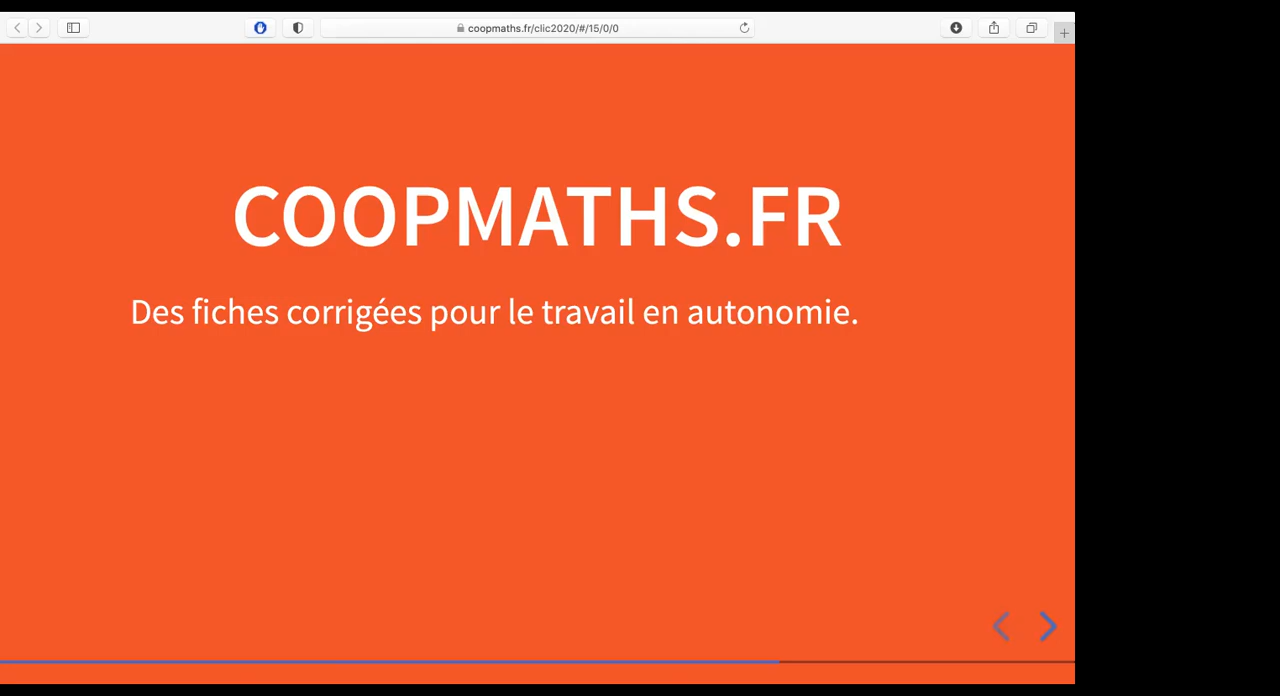 coopmaths.fr/clic2020/#/15/0/0
COOPMATHS.FR
Des fiches corrigées pour le travail en autonomie.